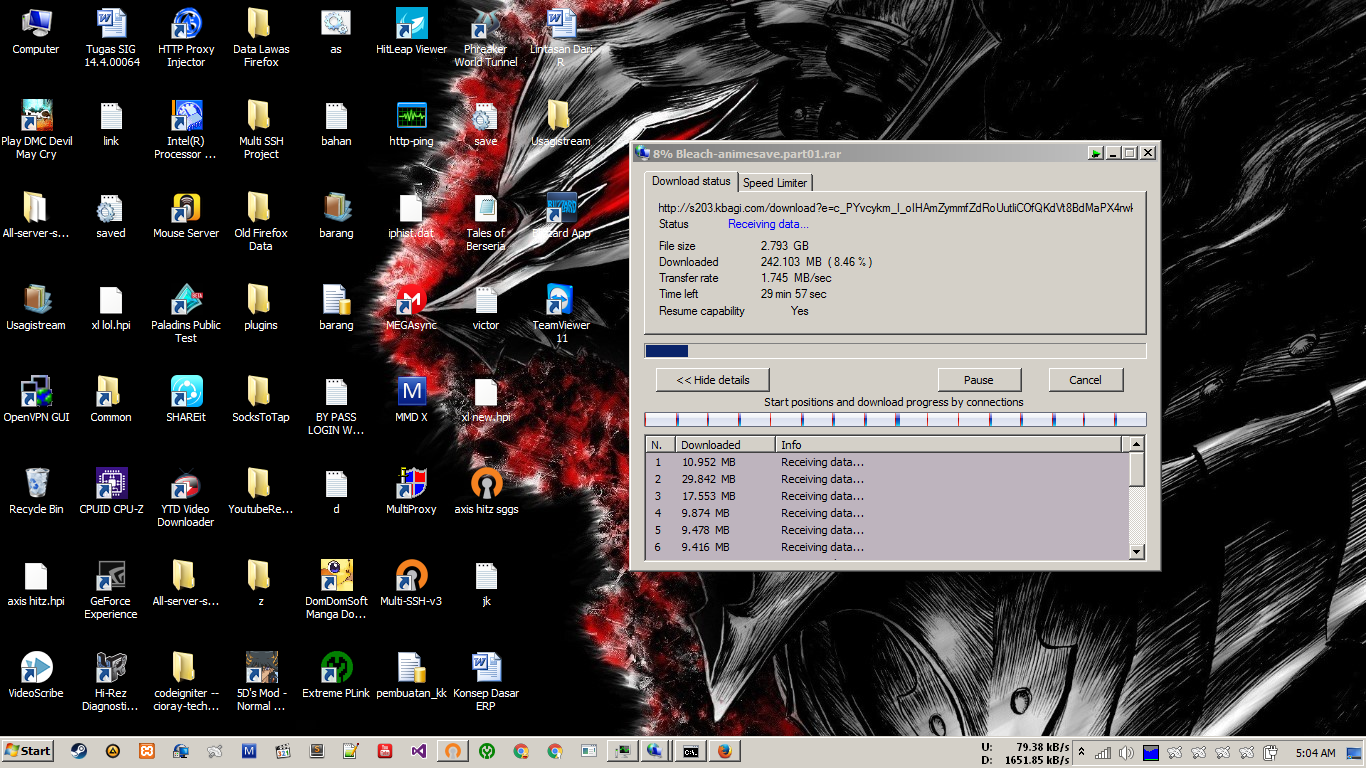 Computer
Tugas SIG
14.4.00064
HTTP Proxy
Injector
Data Lawas
Firefox
as
HitLeap Viewer
Phreaker
World Tunnel
Lintasan Dari
R
Play DMC Devil
May Cry
link
Intel(R)
Processor ...
Multi SSH
Project
bahan
http-ping
save
Usagistream
All-server-s...
saved
Mouse Server
Old Firefox
Data
barang
iphist.dat
Tales of
Berseria
Blizzard App
Usagistream
xl lol.hpi
Paladins Public
Test
plugins
barang
MEGAsync
victor
TeamViewer
11
OpenVPN GUI
Common
SHAREit
SocksToTap
BY PASS
LOGIN W...
MMD X
xl new.hpi
Recycle Bin
CPUID CPU-Z
YTD Video
Downloader
YoutubeRe...
d
MultiProxy
axis hitz sggs
axis hitz.hpi
GeForce
Experience
All-server-s...
z
DomDomSoft
Manga Do...
Multi-SSH-v3
jk
VideoScribe
Hi-Rez
Diagnosti...
codeigniter --
cioray-tech...
5D's Mod -
Normal ...
Extreme PLink
pembuatan_kk
Konsep Dasar
ERP
8% Bleach-animesave.part01.rar
Download status
Speed Limiter
Status Receiving data...
File size 2.793 GB
Downloaded 242.103 MB ( 8.46 % )
Transfer rate 1.745 MB/sec
Time left 29 min 57 sec
Resume capability Yes
<< Hide details
Pause
Cancel
Start positions and download progress by connections
N. Downloaded Info
1 10.952 MB Receiving data...
2 29.842 MB Receiving data...
3 17.553 MB Receiving data...
4 9.874 MB Receiving data...
5 9.478 MB Receiving data...
6 9.416 MB Receiving data...
Start
U: 79.38 kB/s
D: 1651.85 kB/s
5:04 AM